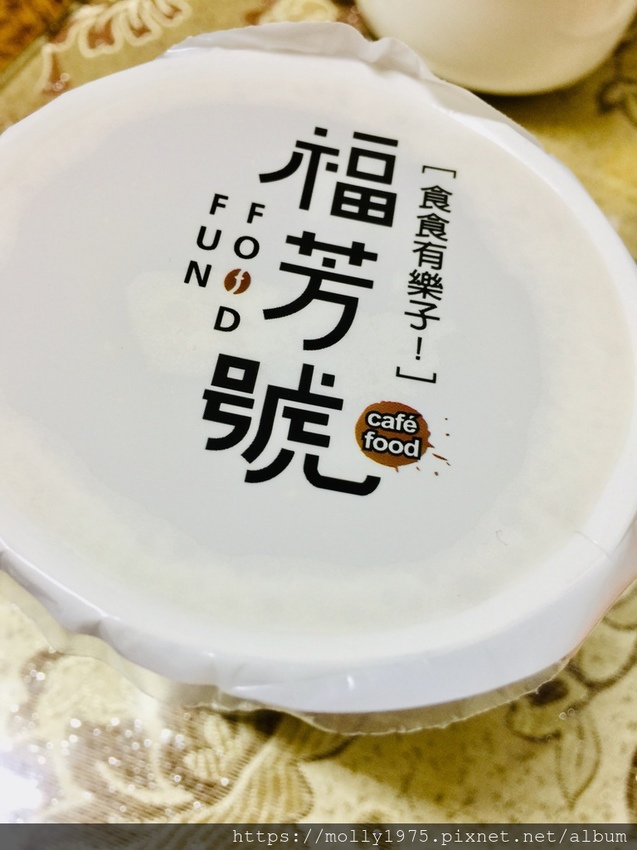 [食食有樂子！]
福芳號
FOOD
FUN
café
food
https://molly1975.pixnet.net/album